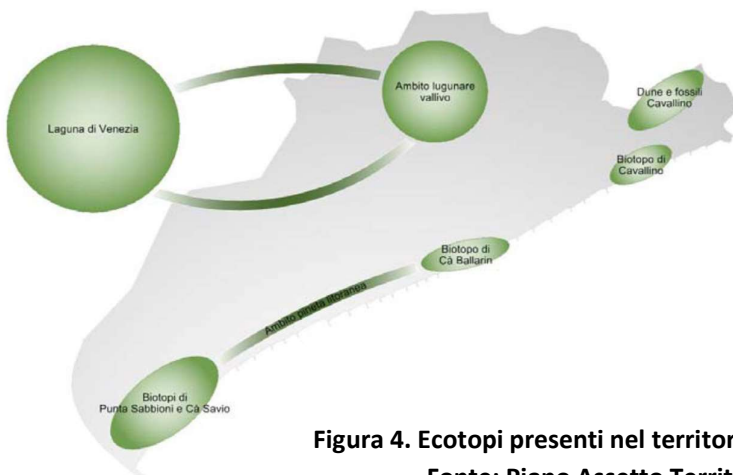 Laguna di Venezia
Ambito lugunare
vallivo
Dune e fossili
Cavallino
Biotopo di
Cavallino
Biotopo di
Cà Ballarin
Ambito pineta litoranea
Biotopi di
Punta Sabbioni e Cà Savio
Figura 4. Ecotopi presenti nel territor
Fonte: Piano Assetto Territ